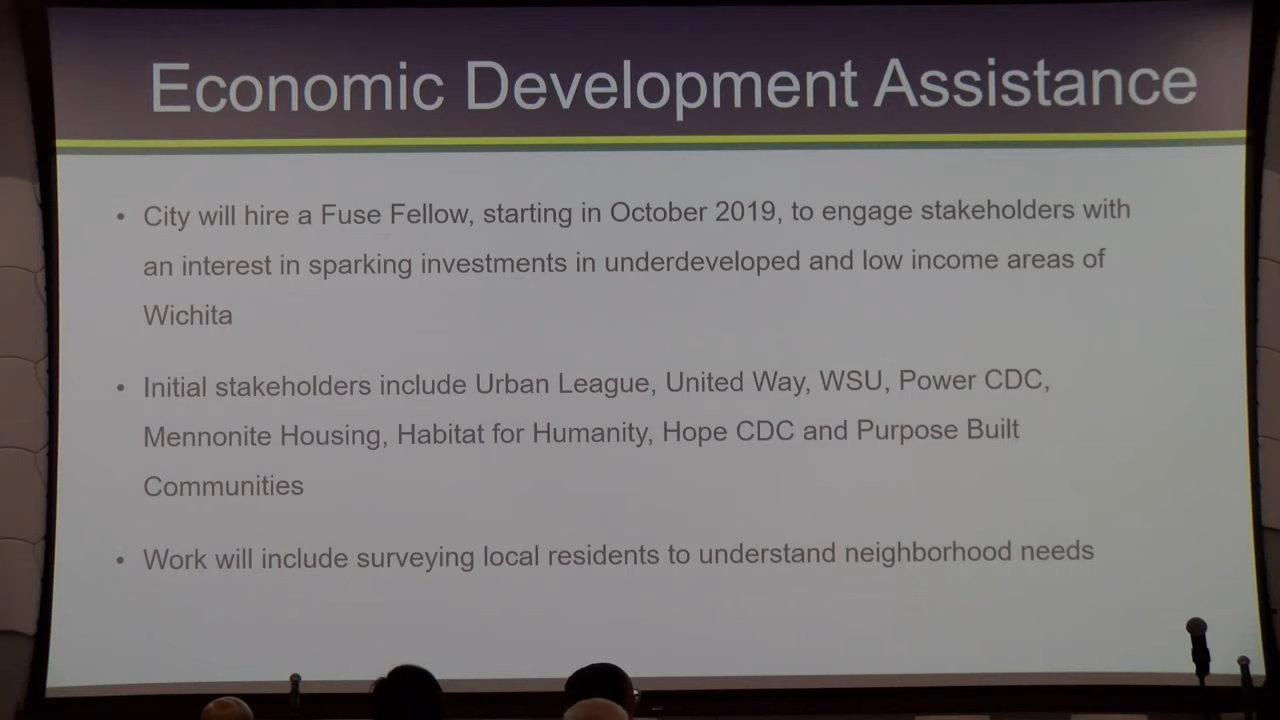 Economic Development Assistance
• City will hire a Fuse Fellow, starting in October 2019, to engage stakeholders with
an interest in sparking investments in underdeveloped and low income areas of
Wichita
• Initial stakeholders include Urban League, United Way, WSU, Power CDC,
Mennonite Housing, Habitat for Humanity, Hope CDC and Purpose Built
Communities
• Work will include surveying local residents to understand neighborhood needs